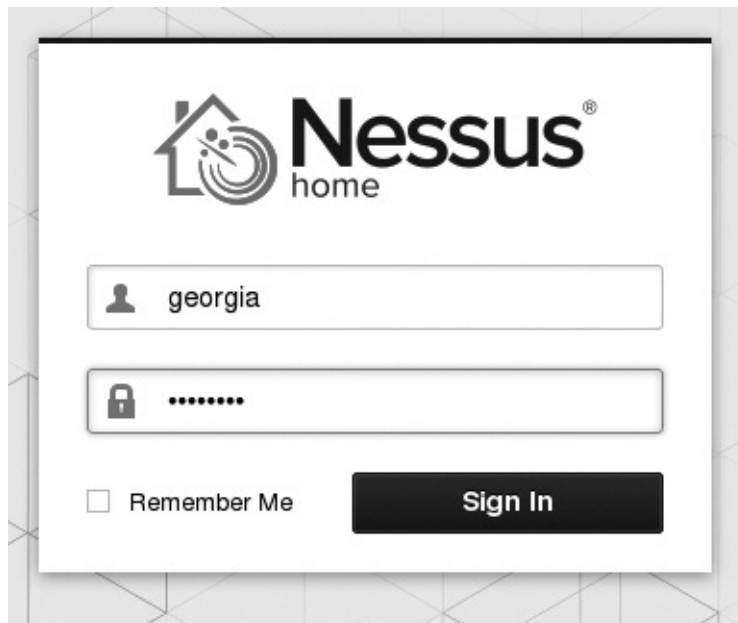 Nessus®
home
georgia
••••••••
Remember Me
Sign In